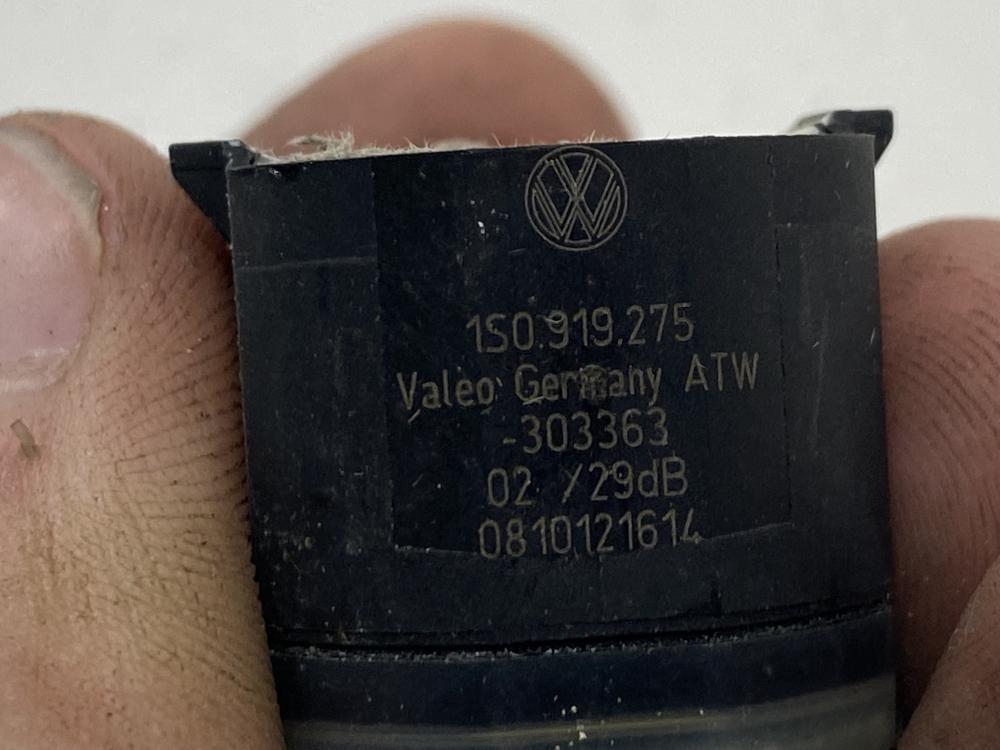 1S0.919.275
Valeo Germany ATW
-303363
02 /29dB
0810121614